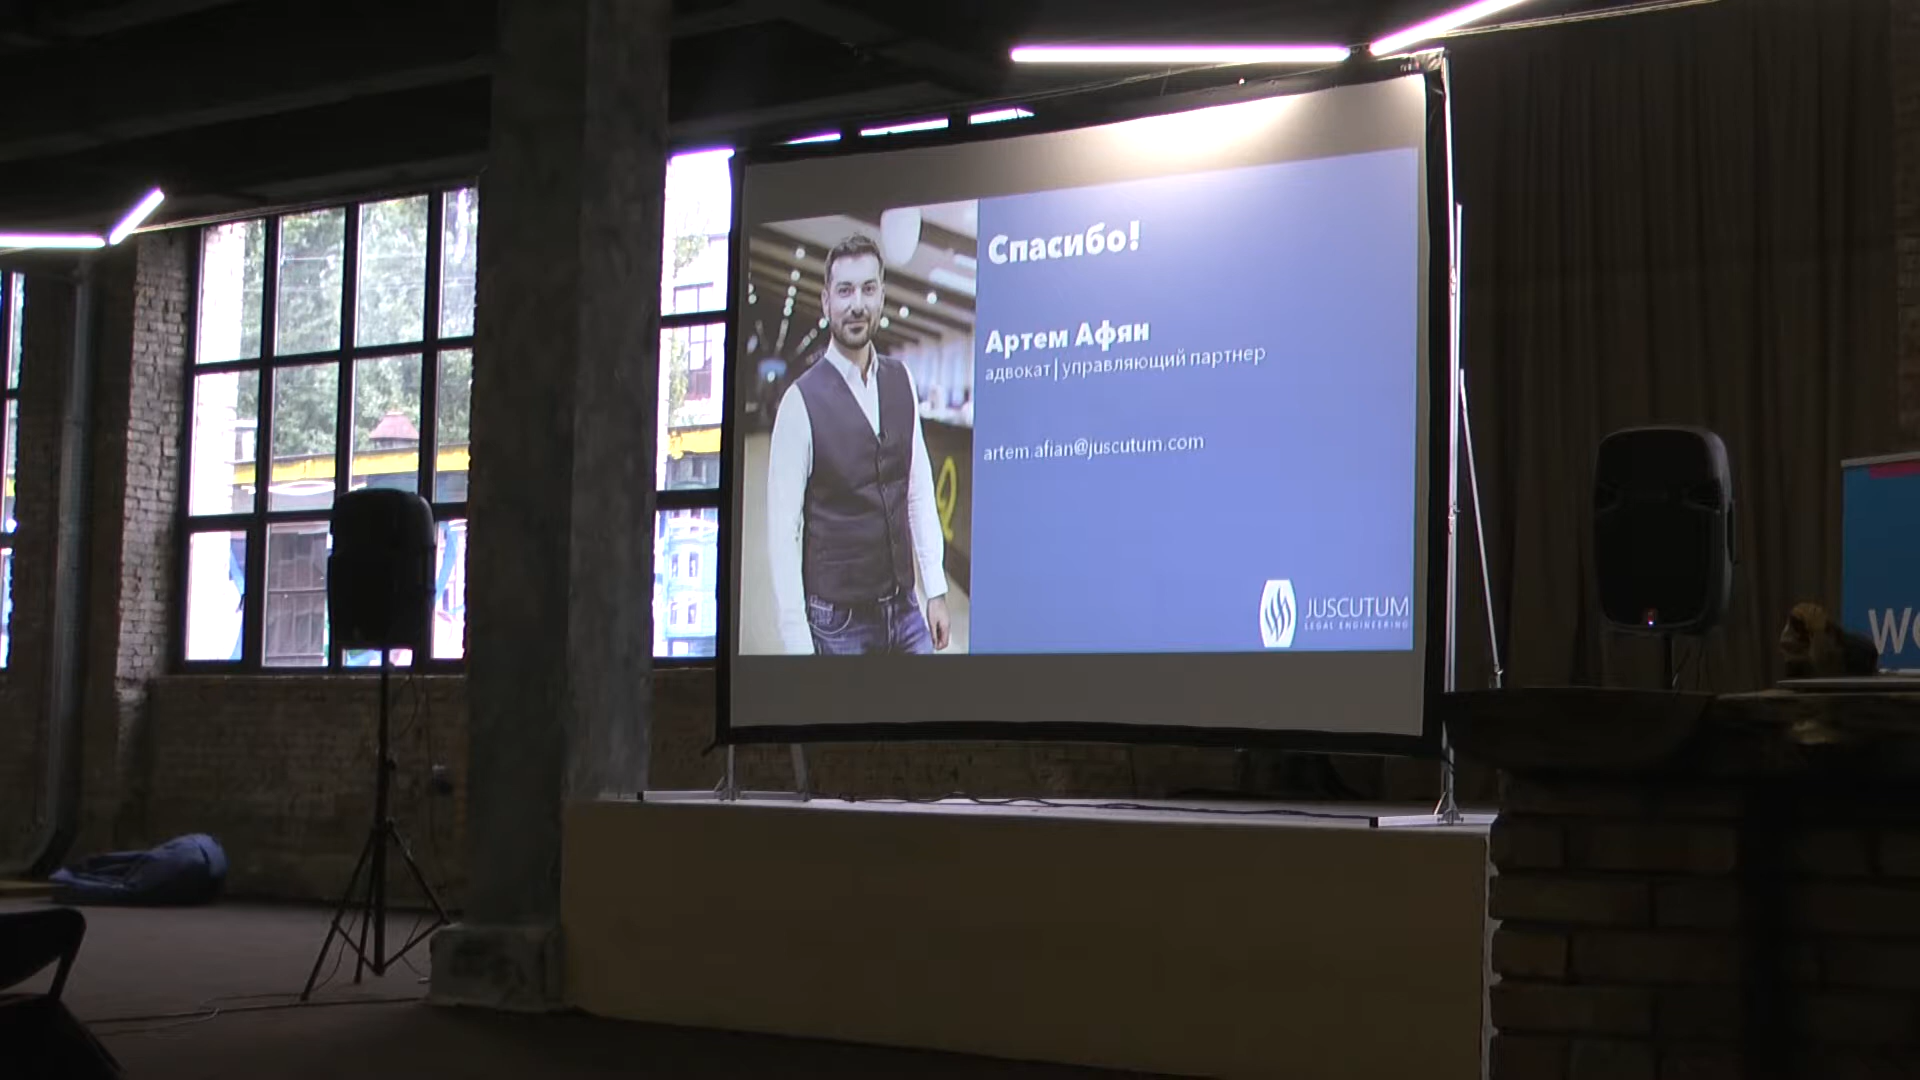 Спасибо!
Артем Афян
адвокат|управляющий партнер
artem.afian@juscutum.com
JUSCUTUM
LEGAL ENGINEERING